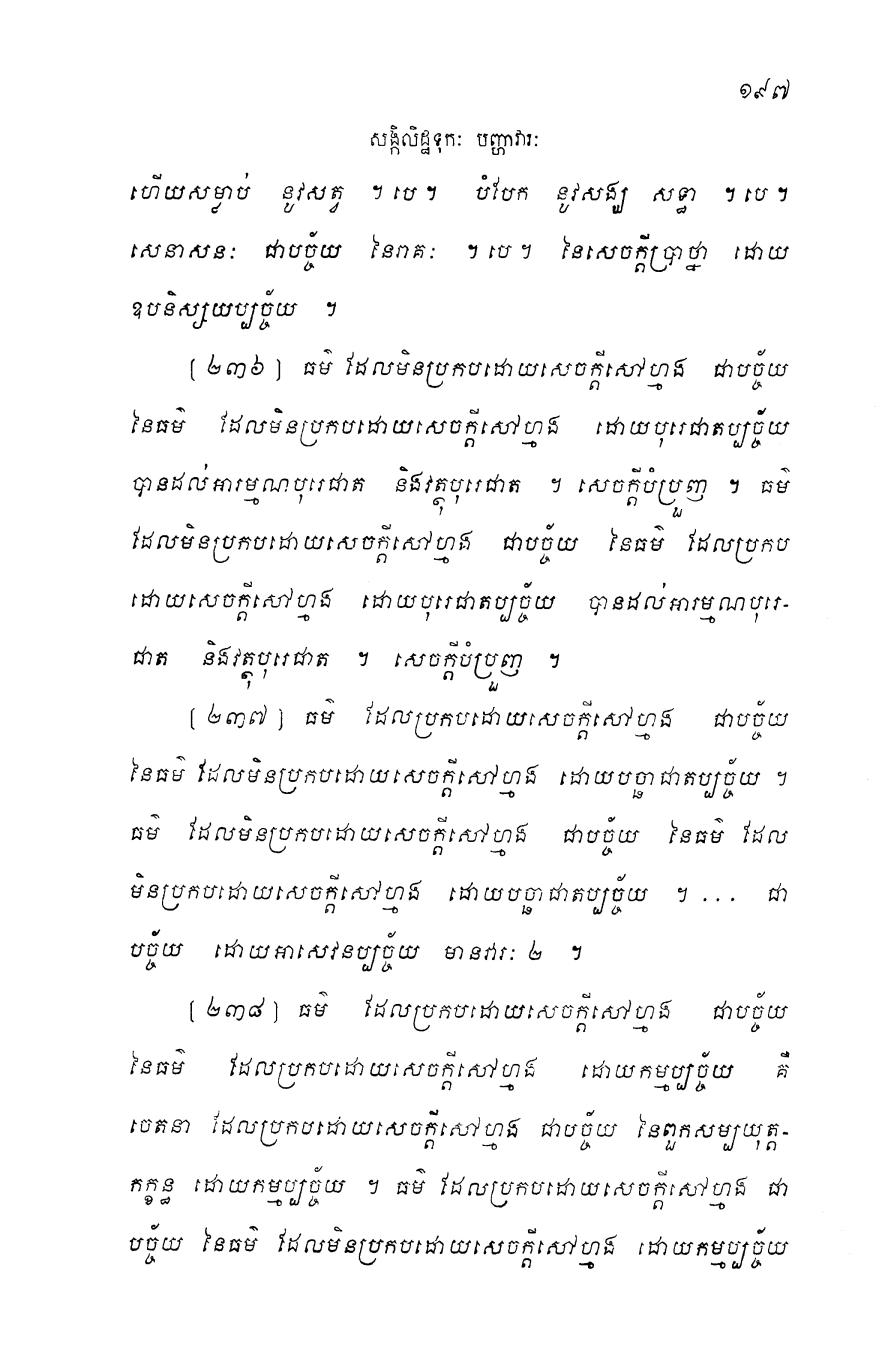 ១៩៧
សង្កិលិដ្ឋទុកៈ បញ្ហាវារៈ
ហើយសម្លាប់ នូវសត្វ ។ បេ ។ បំបែក នូវសង្ឃ សទ្ធា ។ បេ ។
សេនាសនៈ ជាបច្ច័យ នៃរាគៈ ។ បេ ។ នៃសេចក្តីប្រាថ្នា ដោយ
ឧបនិស្សយប្បច្ច័យ ។
[ ២៣៦ ] ធម៌ ដែលមិនប្រកបដោយសេចក្តីសៅហ្មង ជាបច្ច័យ
នៃធម៌ ដែលមិនប្រកបដោយសេចក្តីសៅហ្មង ដោយបុរេជាតប្បច្ច័យ
បានដល់អារម្មណបុរេជាត និងវត្ថុបុរេជាត ។ សេចក្តីបំប្រួញ ។ ធម៌
ដែលមិនប្រកបដោយសេចក្តីសៅហ្មង ជាបច្ច័យ នៃធម៌ ដែលប្រកប
ដោយសេចក្តីសៅហ្មង ដោយបុរេជាតប្បច្ច័យ បានដល់អារម្មណបុរេ-
ជាត និងវត្ថុបុរេជាត ។ សេចក្តីបំប្រួញ ។
[ ២៣៧ ] ធម៌ ដែលប្រកបដោយសេចក្តីសៅហ្មង ជាបច្ច័យ
នៃធម៌ ដែលមិនប្រកបដោយសេចក្តីសៅហ្មង ដោយបច្ឆាជាតប្បច្ច័យ ។
ធម៌ ដែលមិនប្រកបដោយសេចក្តីសៅហ្មង ជាបច្ច័យ នៃធម៌ ដែល
មិនប្រកបដោយសេចក្តីសៅហ្មង ដោយបច្ឆាជាតប្បច្ច័យ ។ ... ជា
បច្ច័យ ដោយអាសេវនប្បច្ច័យ មានវារៈ ២ ។
[ ២៣៨ ] ធម៌ ដែលប្រកបដោយសេចក្តីសៅហ្មង ជាបច្ច័យ
នៃធម៌ ដែលប្រកបដោយសេចក្តីសៅហ្មង ដោយកម្មប្បច្ច័យ គឺ
ចេតនា ដែលប្រកបដោយសេចក្តីសៅហ្មង ជាបច្ច័យ នៃពួកសម្បយុត្ត-
កក្ខន្ធ ដោយកម្មប្បច្ច័យ ។ ធម៌ ដែលប្រកបដោយសេចក្តីសៅហ្មង ជា
បច្ច័យ នៃធម៌ ដែលមិនប្រកបដោយសេចក្តីសៅហ្មង ដោយកម្មប្បច្ច័យ